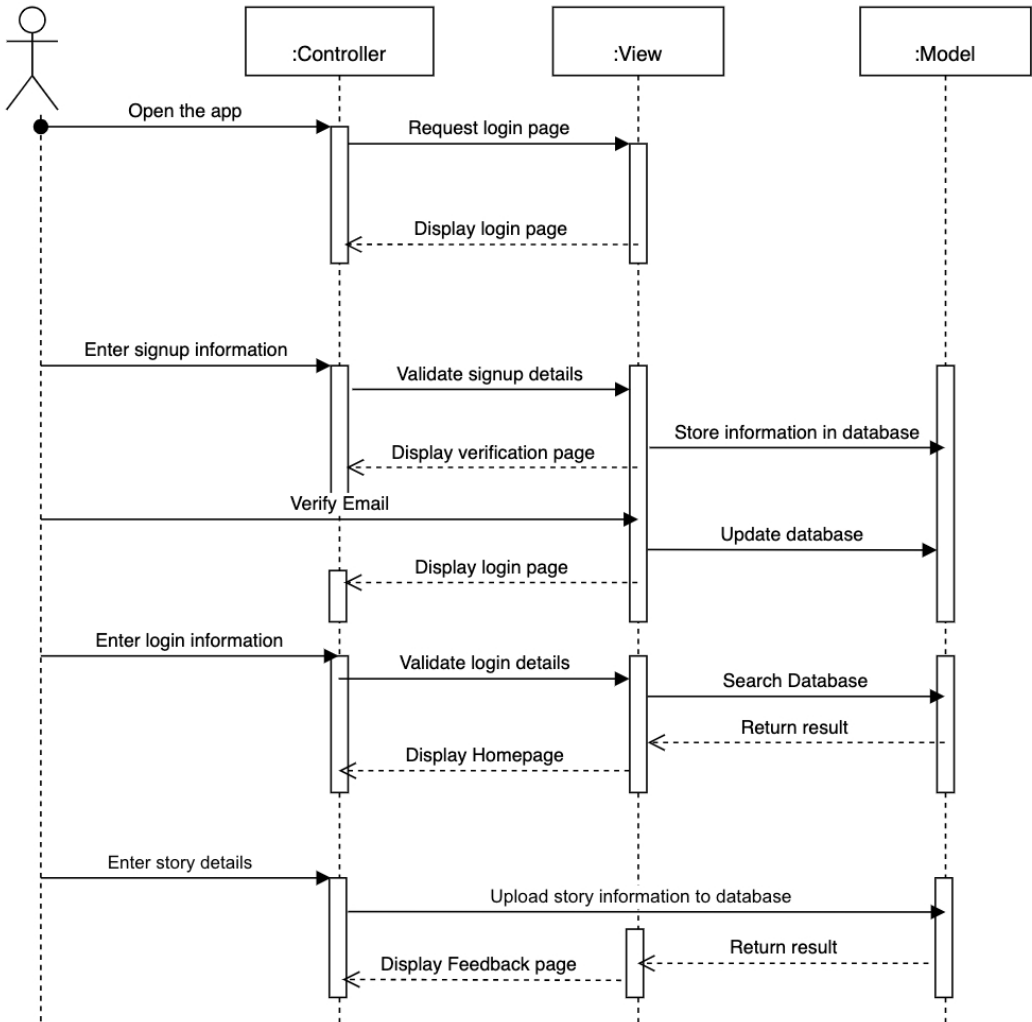 :Controller
:View
:Model
Open the app
Request login page
Display login page
Enter signup information
Validate signup details
Store information in database
Display verification page
Verify Email
Update database
Display login page
Enter login information
Validate login details
Search Database
Return result
Display Homepage
Enter story details
Upload story information to database
Return result
Display Feedback page